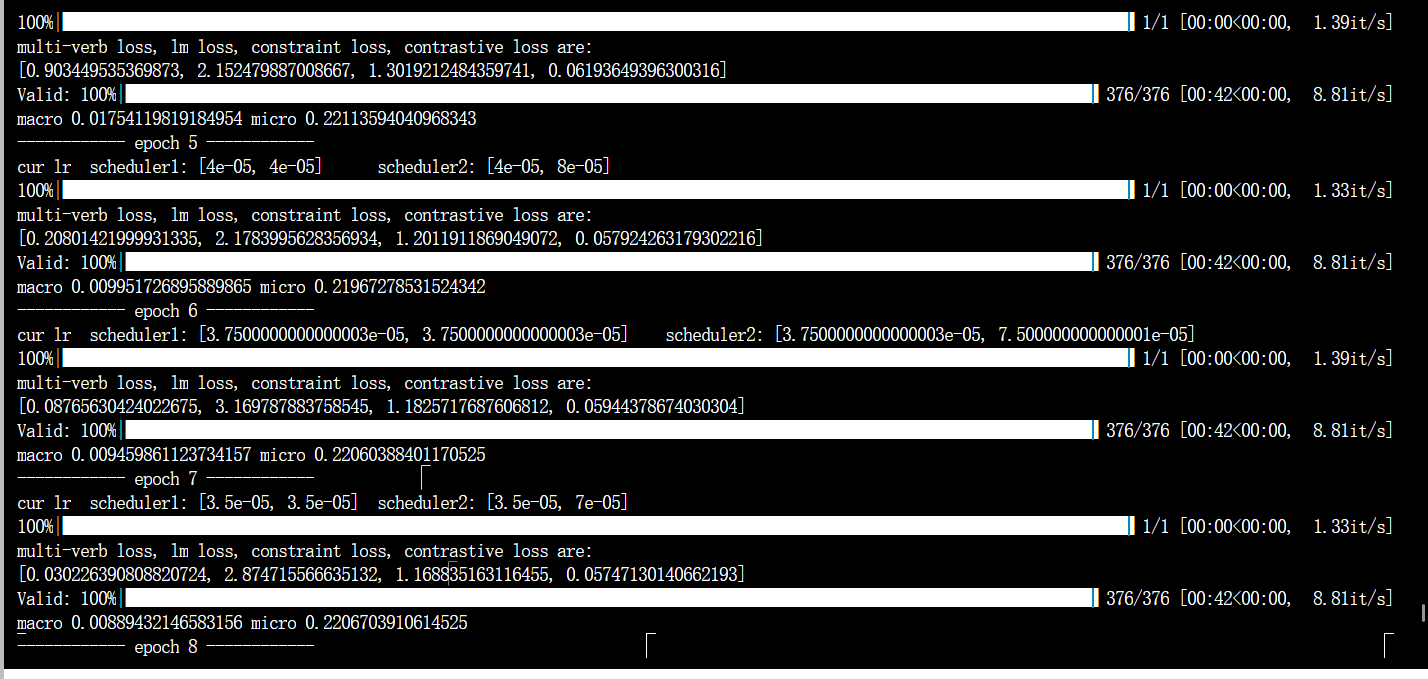 100%| 1/1 [00:00<00:00, 1.39it/s]
multi-verb loss, lm loss, constraint loss, contrastive loss are:
[0.903449535369873, 2.152479887008667, 1.3019212484359741, 0.06193649396300316]
Valid: 100%| 376/376 [00:42<00:00, 8.81it/s]
macro 0.01754119819184954 micro 0.22113594040968343
------------ epoch 5 ------------
cur lr scheduler1: [4e-05, 4e-05] scheduler2: [4e-05, 8e-05]
100%| 1/1 [00:00<00:00, 1.33it/s]
multi-verb loss, lm loss, constraint loss, contrastive loss are:
[0.20801421999931335, 2.1783995628356934, 1.2011911869049072, 0.057924263179302216]
Valid: 100%| 376/376 [00:42<00:00, 8.81it/s]
macro 0.009951726895889865 micro 0.21967278531524342
------------ epoch 6 ------------
cur lr scheduler1: [3.7500000000000003e-05, 3.7500000000000003e-05] scheduler2: [3.7500000000000003e-05, 7.500000000000001e-05]
100%| 1/1 [00:00<00:00, 1.39it/s]
multi-verb loss, lm loss, constraint loss, contrastive loss are:
[0.08765630424022675, 3.169787883758545, 1.1825717687606812, 0.05944378674030304]
Valid: 100%| 376/376 [00:42<00:00, 8.81it/s]
macro 0.009459861123734157 micro 0.22060388401170525
------------ epoch 7 ------------
cur lr scheduler1: [3.5e-05, 3.5e-05] scheduler2: [3.5e-05, 7e-05]
100%| 1/1 [00:00<00:00, 1.33it/s]
multi-verb loss, lm loss, constraint loss, contrastive loss are:
[0.030226390808820724, 2.874715566635132, 1.168835163116455, 0.05747130140662193]
Valid: 100%| 376/376 [00:42<00:00, 8.81it/s]
macro 0.00889432146583156 micro 0.2206703910614525
------------ epoch 8 ------------